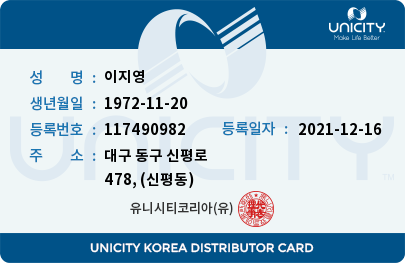 UNICITY
Make Life Better
성 명 : 이지영
생년월일 : 1972-11-20
등록번호 : 117490982 등록일자 : 2021-12-16
UNICITY
주 소 : 대구 동구 신평로
478, (신평동)
유니시티코리아(유)
UNICITY KOREA DISTRIBUTOR CARD